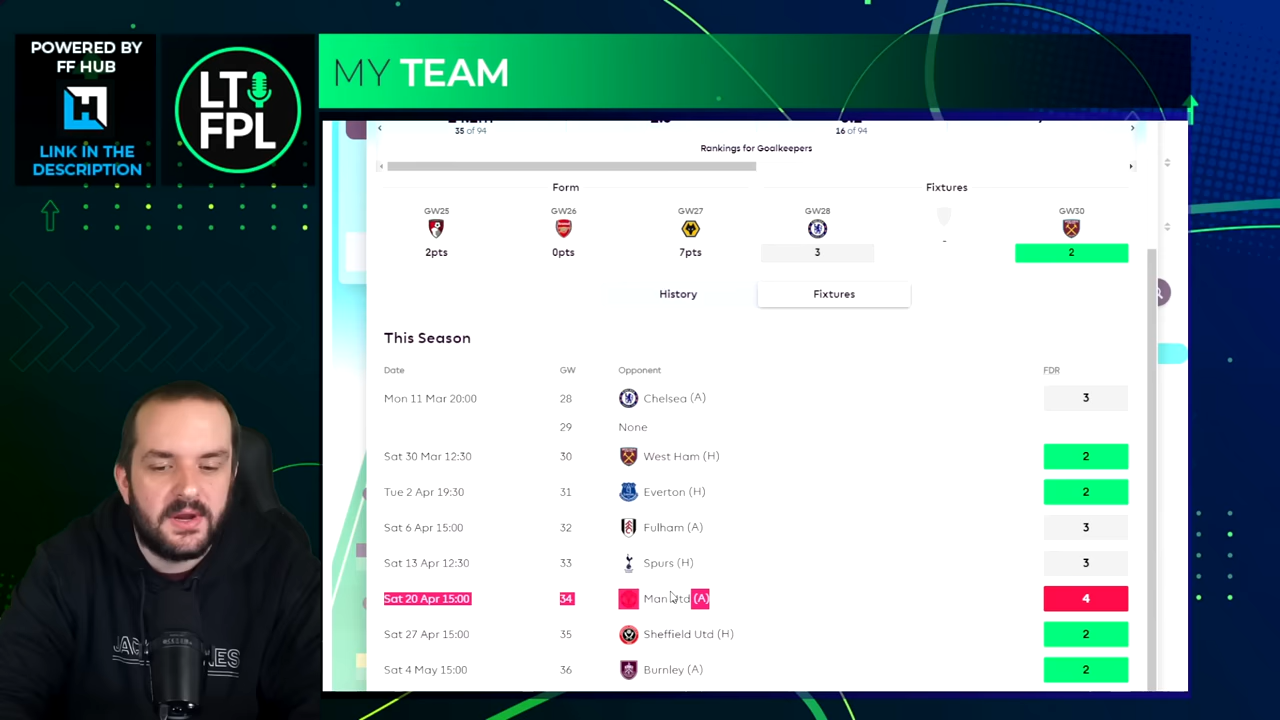 POWERED BY
FF HUB
LINK IN THE
DESCRIPTION
LT
FPL
MY TEAM
35 of 94
16 of 94
Rankings for Goalkeepers
Form
Fixtures
GW25
GW26
GW27
GW28
GW30
2pts
0pts
7pts
3
-
2
History
Fixtures
This Season
Date GW Opponent FDR
Mon 11 Mar 20:00 28 Chelsea (A) 3
29 None
Sat 30 Mar 12:30 30 West Ham (H) 2
Tue 2 Apr 19:30 31 Everton (H) 2
Sat 6 Apr 15:00 32 Fulham (A) 3
Sat 13 Apr 12:30 33 Spurs (H) 3
Sat 20 Apr 15:00 34 Man Utd (A) 4
Sat 27 Apr 15:00 35 Sheffield Utd (H) 2
Sat 4 May 15:00 36 Burnley (A) 2